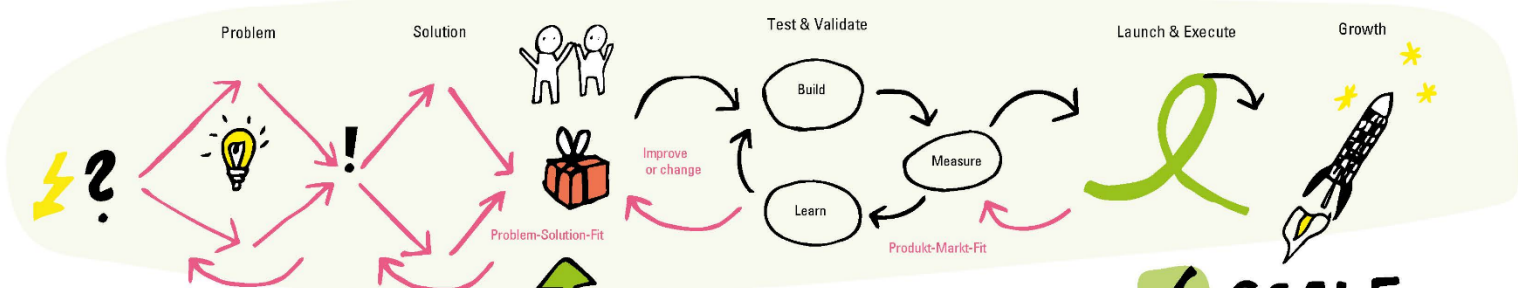 Problem
Solution
Test & Validate
Launch & Execute
Growth
?
!
Build
Measure
Learn
Improve
or change
Problem-Solution-Fit
Produkt-Markt-Fit